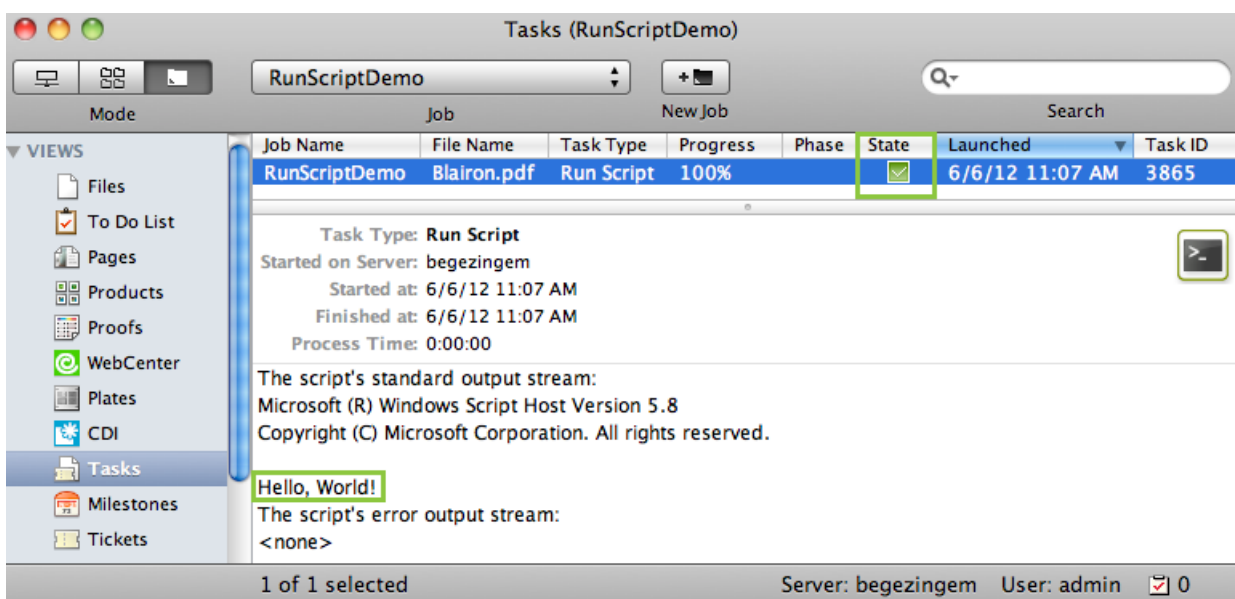 Tasks (RunScriptDemo)
RunScriptDemo
Mode Job New Job Search
VIEWS
Files
To Do List
Pages
Products
Proofs
WebCenter
Plates
CDI
Tasks
Milestones
Tickets
Job Name File Name Task Type Progress Phase State Launched Task ID
RunScriptDemo Blairon.pdf Run Script 100% 6/6/12 11:07 AM 3865
Task Type: Run Script
Started on Server: begezingem
Started at: 6/6/12 11:07 AM
Finished at: 6/6/12 11:07 AM
Process Time: 0:00:00
The script's standard output stream:
Microsoft (R) Windows Script Host Version 5.8
Copyright (C) Microsoft Corporation. All rights reserved.
Hello, World!
The script's error output stream:
<none>
1 of 1 selected Server: begezingem User: admin 0